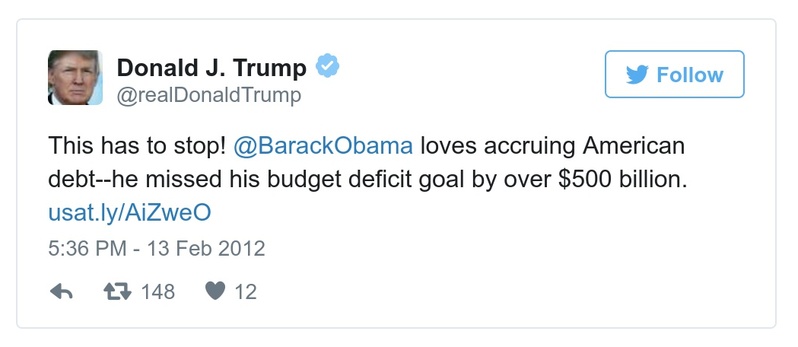 Donald J. Trump
@realDonaldTrump
Follow
This has to stop! @BarackObama loves accruing American
debt--he missed his budget deficit goal by over $500 billion.
usat.ly/AiZweO
5:36 PM - 13 Feb 2012
148 12